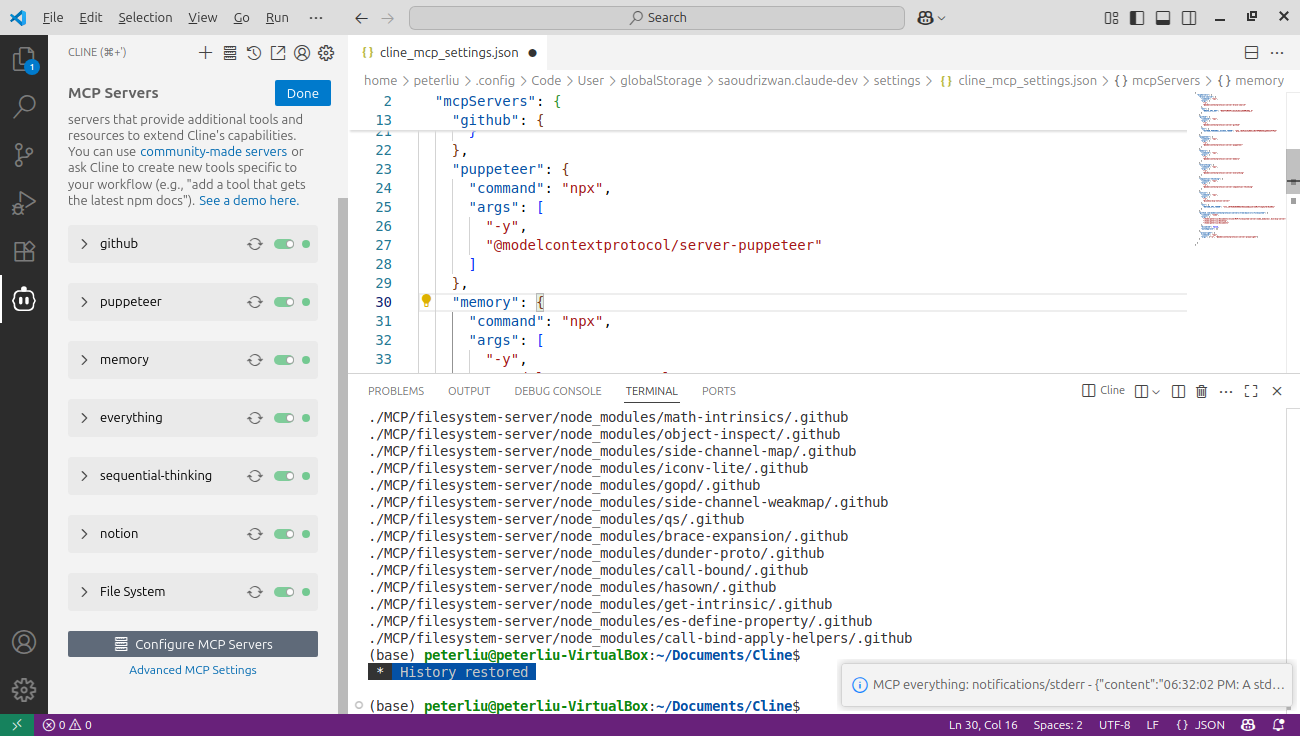 File Edit Selection View Go Run ···
Search
CLINE (⌘+')
1
MCP Servers
Done
servers that provide additional tools and
resources to extend Cline's capabilities.
You can use community-made servers or
ask Cline to create new tools specific to
your workflow (e.g., "add a tool that gets
the latest npm docs"). See a demo here.
github
puppeteer
memory
everything
sequential-thinking
notion
File System
Configure MCP Servers
Advanced MCP Settings
{} cline_mcp_settings.json ●
home > peterliu > .config > Code > User > globalStorage > saoudrizwan.claude-dev > settings > {} cline_mcp_settings.json > {} mcpServers > {} memory
2 "mcpServers": {
13 "github": {
21 }
22 },
23 "puppeteer": {
24 "command": "npx",
25 "args": [
26 "-y",
27 "@modelcontextprotocol/server-puppeteer"
28 ]
29 },
30 "memory": {
31 "command": "npx",
32 "args": [
33 "-y",
PROBLEMS OUTPUT DEBUG CONSOLE TERMINAL PORTS
Cline
./MCP/filesystem-server/node_modules/math-intrinsics/.github
./MCP/filesystem-server/node_modules/object-inspect/.github
./MCP/filesystem-server/node_modules/side-channel-map/.github
./MCP/filesystem-server/node_modules/iconv-lite/.github
./MCP/filesystem-server/node_modules/gopd/.github
./MCP/filesystem-server/node_modules/side-channel-weakmap/.github
./MCP/filesystem-server/node_modules/qs/.github
./MCP/filesystem-server/node_modules/brace-expansion/.github
./MCP/filesystem-server/node_modules/dunder-proto/.github
./MCP/filesystem-server/node_modules/call-bound/.github
./MCP/filesystem-server/node_modules/hasown/.github
./MCP/filesystem-server/node_modules/get-intrinsic/.github
./MCP/filesystem-server/node_modules/es-define-property/.github
./MCP/filesystem-server/node_modules/call-bind-apply-helpers/.github
(base) peterliu@peterliu-VirtualBox:~/Documents/Cline$
* History restored
(base) peterliu@peterliu-VirtualBox:~/Documents/Cline$
MCP everything: notifications/stderr - {"content":"06:32:02 PM: A std…
0 0
Ln 30, Col 16 Spaces: 2 UTF-8 LF {} JSON